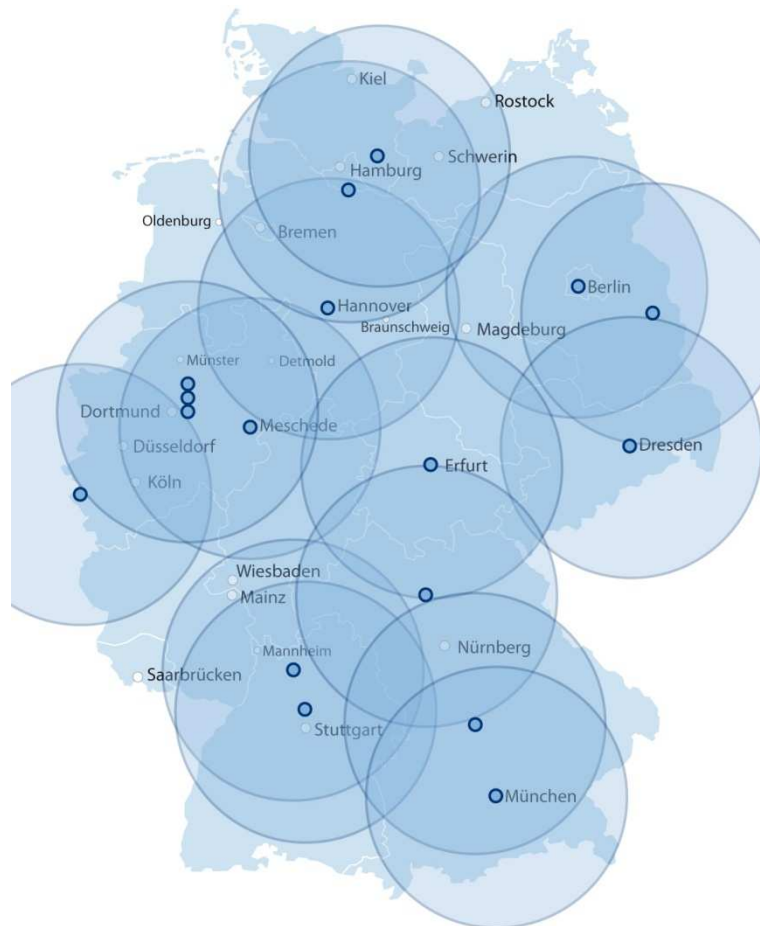 Kiel
Rostock
Schwerin
Hamburg
Oldenburg
Bremen
Berlin
Hannover
Braunschweig
Magdeburg
Münster
Detmold
Dortmund
Meschede
Düsseldorf
Dresden
Erfurt
Köln
Wiesbaden
Mainz
Nürnberg
Mannheim
Saarbrücken
Stuttgart
München